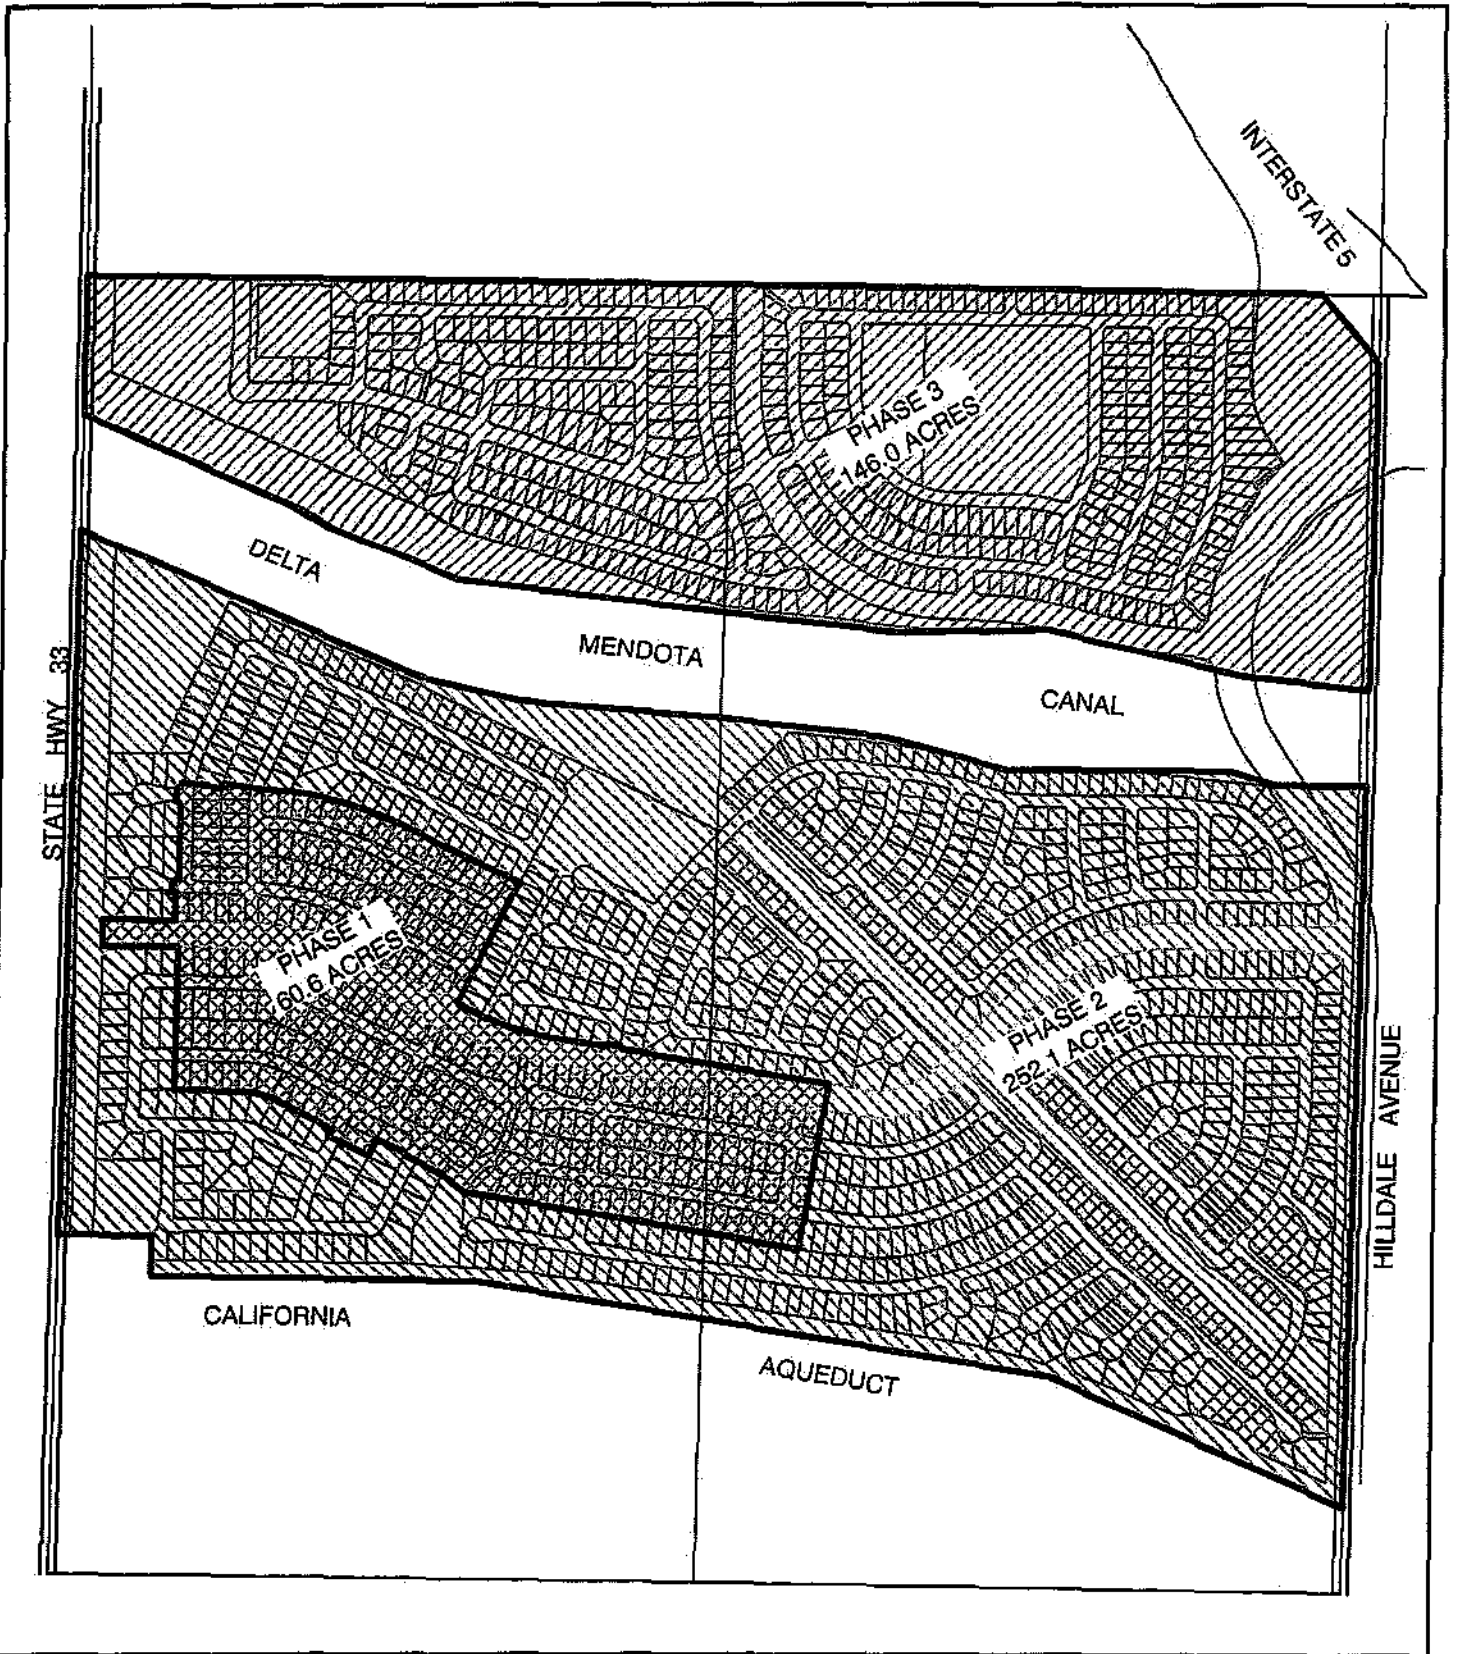 INTERSTATE 5
PHASE 3
146.0 ACRES
DELTA
MENDOTA
CANAL
STATE HWY 33
PHASE 1
60.6 ACRES
PHASE 2
252.1 ACRES
HILLDALE AVENUE
CALIFORNIA
AQUEDUCT